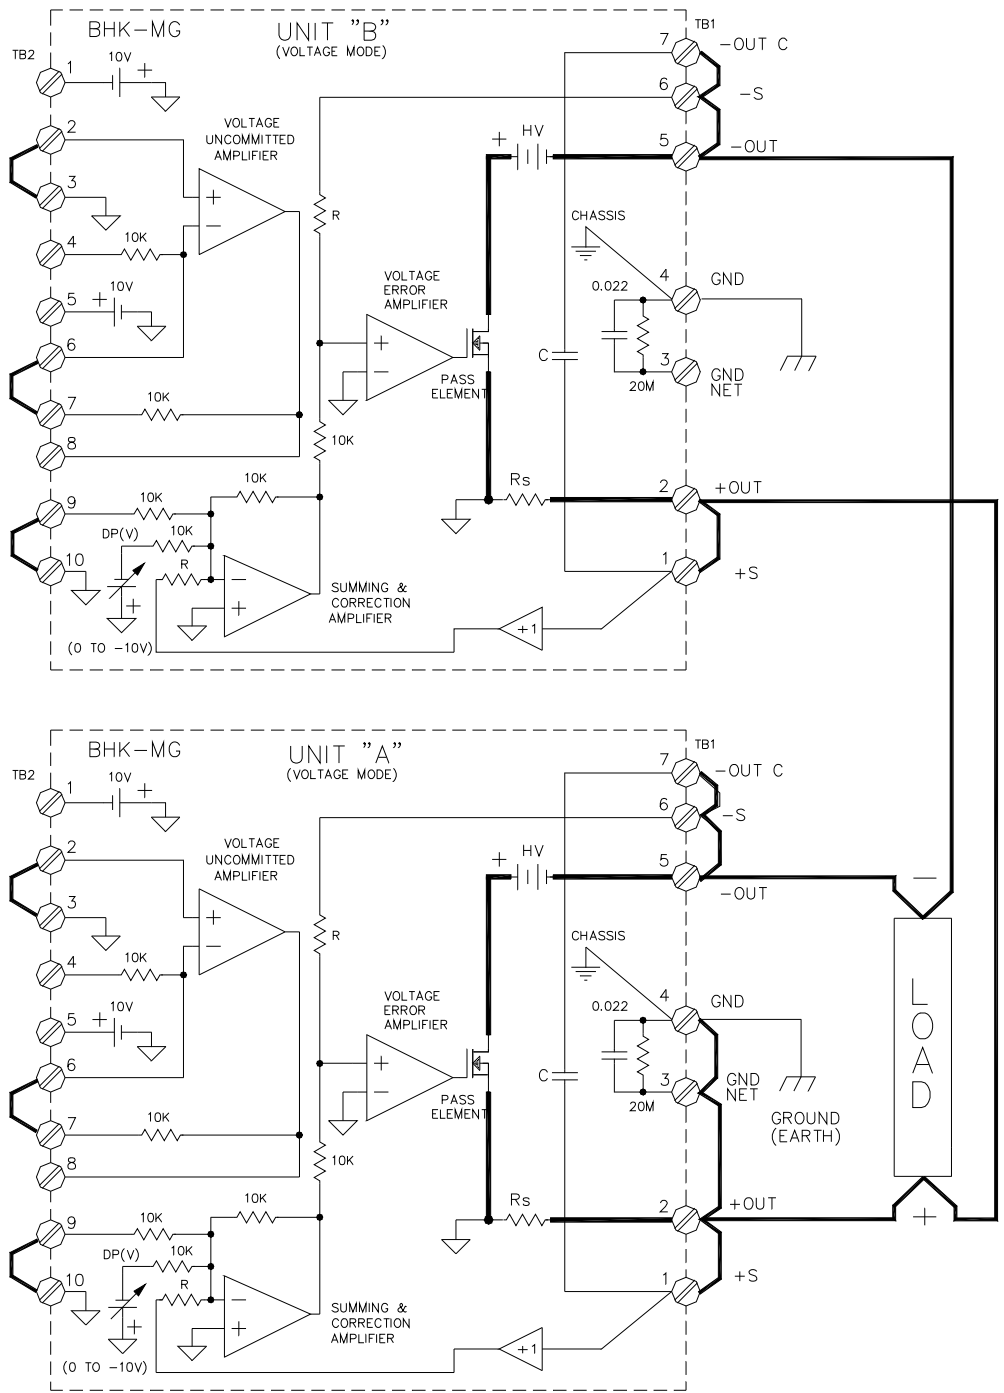 BHK-MG
UNIT "B"
(VOLTAGE MODE)
TB1
TB2
7
-OUT C
1
10V
+
6
-S
2
VOLTAGE
UNCOMMITTED
AMPLIFIER
+
HV
5
-OUT
3
+
-
R
CHASSIS
4
10K
VOLTAGE
ERROR
AMPLIFIER
4
GND
0.022
5
+
10V
6
+
-
C
3
GND
NET
PASS
ELEMENT
20M
7
10K
8
10K
Rs
2
+OUT
9
10K
10K
DP(V)
10K
R
10
-
+
+
SUMMING &
CORRECTION
AMPLIFIER
1
+S
+1
(0 TO -10V)
BHK-MG
UNIT "A"
(VOLTAGE MODE)
TB1
TB2
7
-OUT C
1
10V
+
6
-S
2
VOLTAGE
UNCOMMITTED
AMPLIFIER
+
HV
5
-OUT
-
3
+
-
R
CHASSIS
4
10K
VOLTAGE
ERROR
AMPLIFIER
4
GND
0.022
LOAD
5
+
10V
6
+
-
C
3
GND
NET
PASS
ELEMENT
20M
GROUND
(EARTH)
7
10K
8
10K
Rs
2
+OUT
+
9
10K
10K
DP(V)
10K
R
10
-
+
+
SUMMING &
CORRECTION
AMPLIFIER
1
+S
+1
(0 TO -10V)